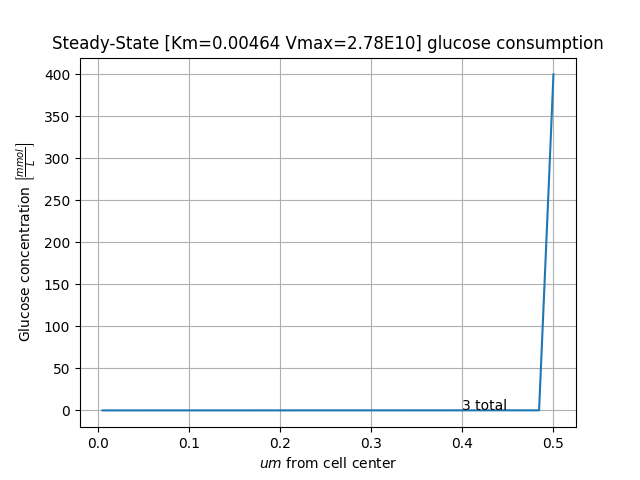 Steady-State [Km=0.00464 Vmax=2.78E10] glucose consumption
Glucose concentration [mmol/L]
400
350
300
250
200
150
100
50
0
3 total
0.0 0.1 0.2 0.3 0.4 0.5
um from cell center